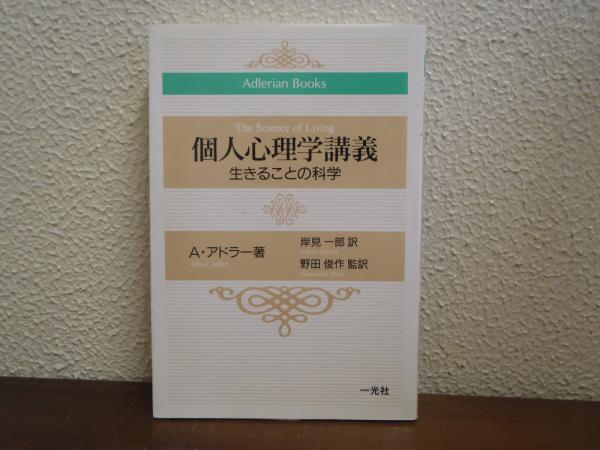 Adlerian Books
The Science of Living
個人心理学講義
生きることの科学
A・アドラー著
Alfred Adler
岸見 一郎 訳
野田 俊作 監訳
一光社